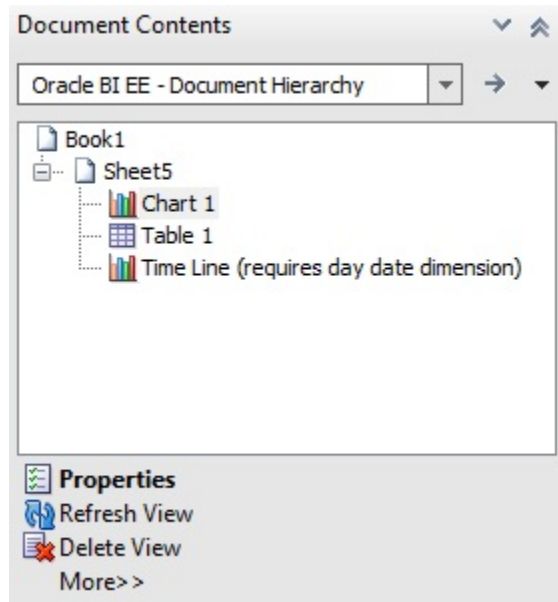 Document Contents
Oracle BI EE - Document Hierarchy
Book1
Sheet5
Chart 1
Table 1
Time Line (requires day date dimension)
Properties
Refresh View
Delete View
More>>